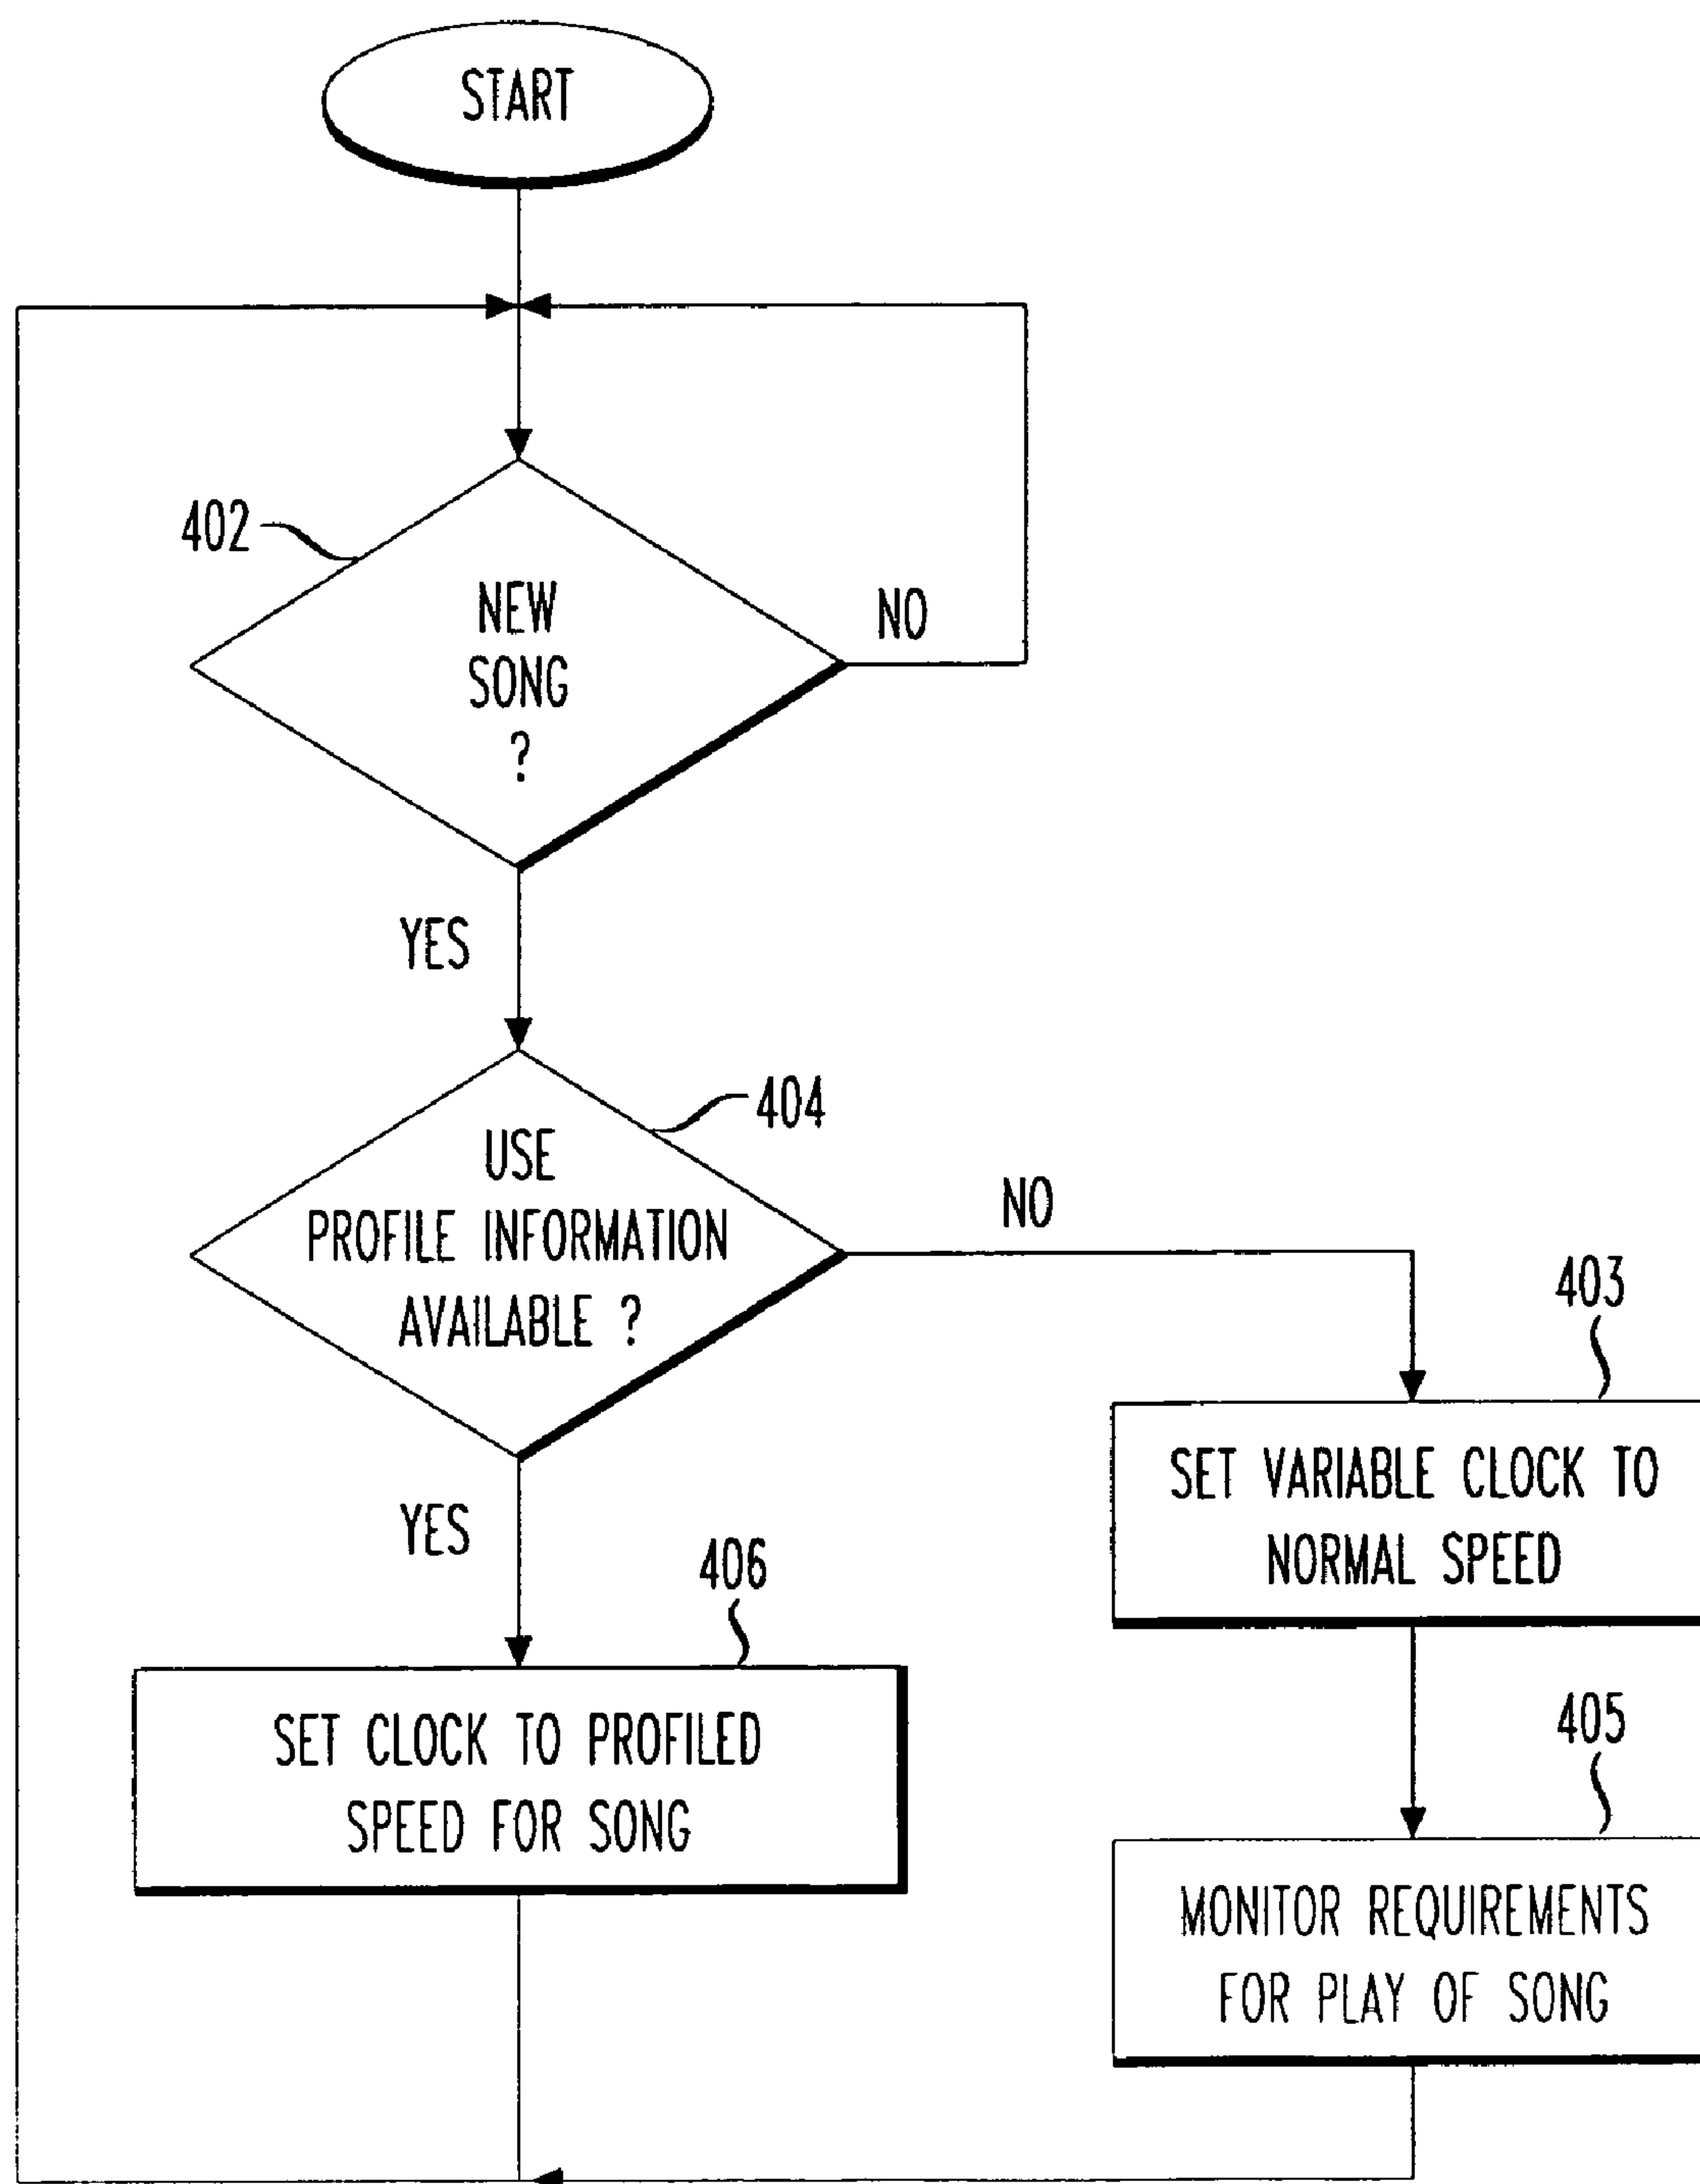 START
402
NEW
SONG
?
NO
YES
404
USE
PROFILE INFORMATION
AVAILABLE ?
NO
403
SET VARIABLE CLOCK TO
NORMAL SPEED
YES
406
SET CLOCK TO PROFILED
SPEED FOR SONG
405
MONITOR REQUIREMENTS
FOR PLAY OF SONG